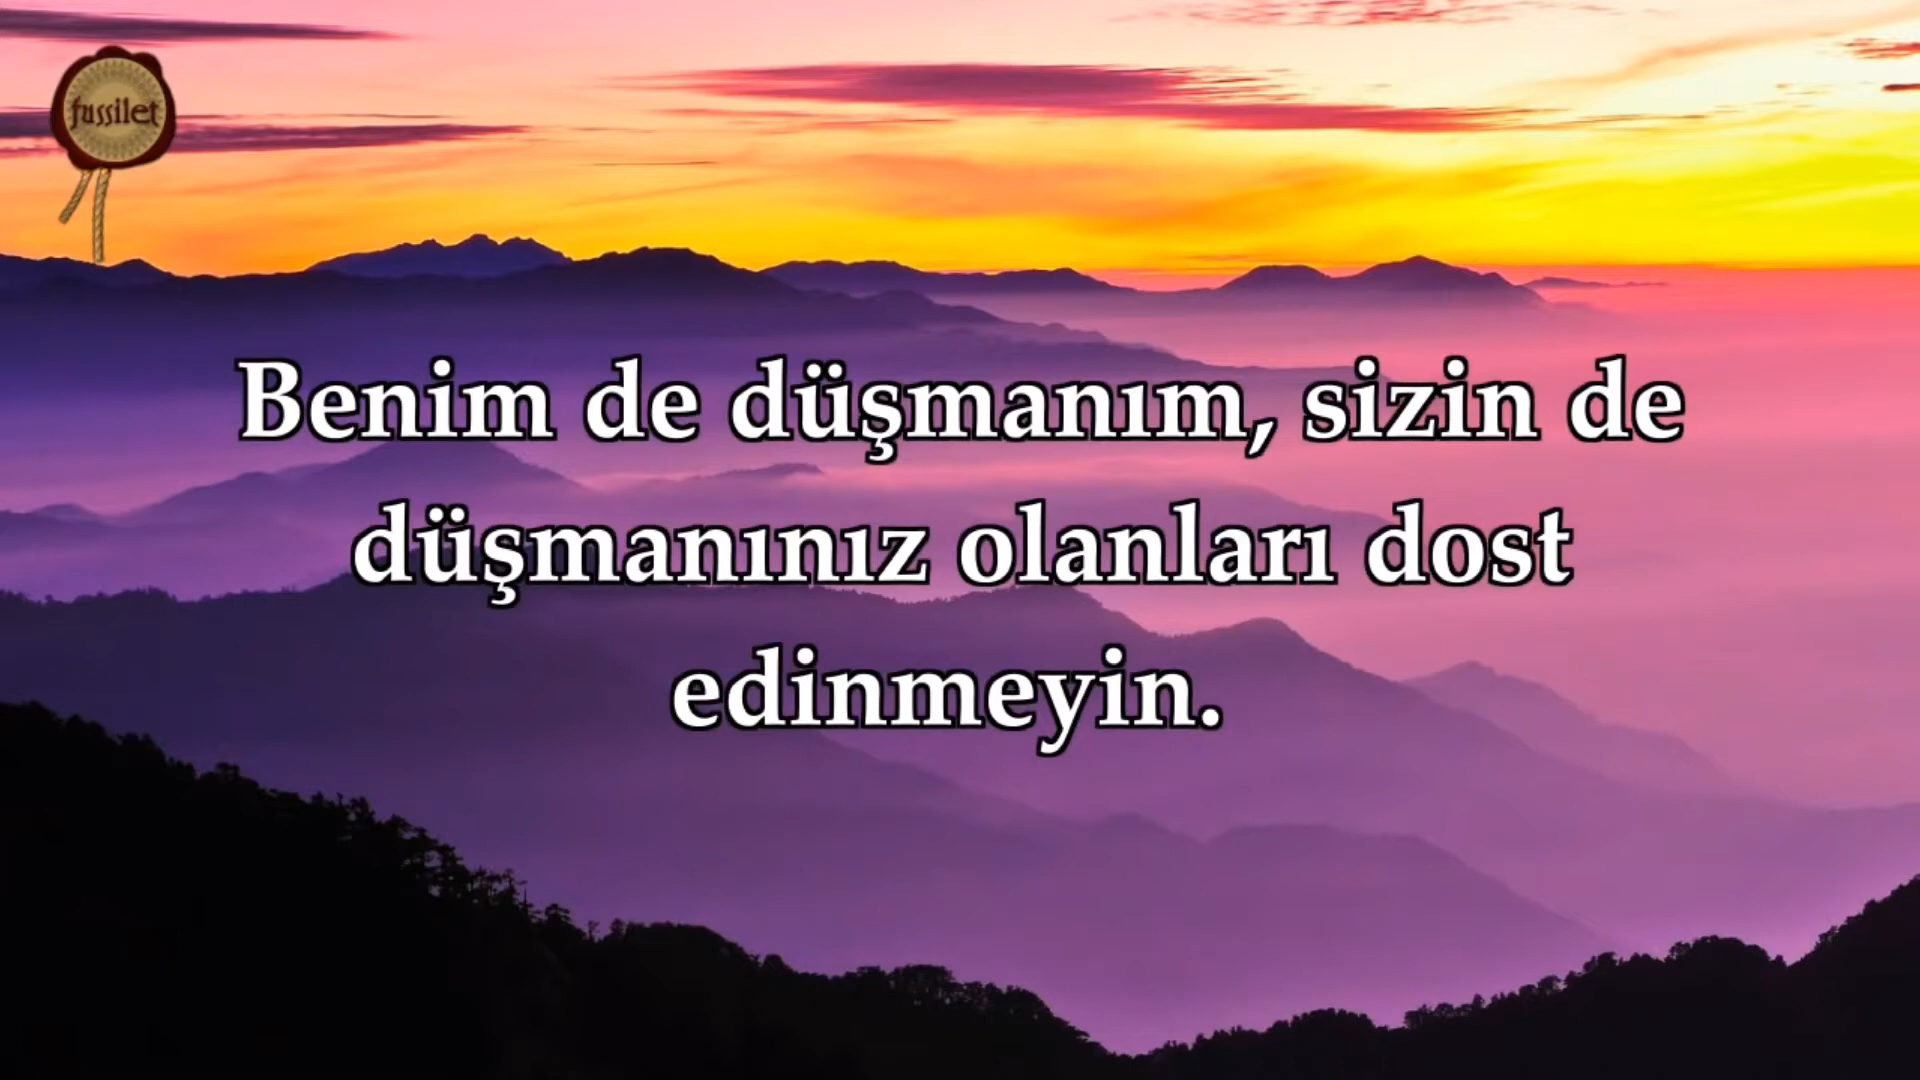 fussilet
Benim de düşmanım, sizin de
düşmanınız olanları dost
edinmeyin.